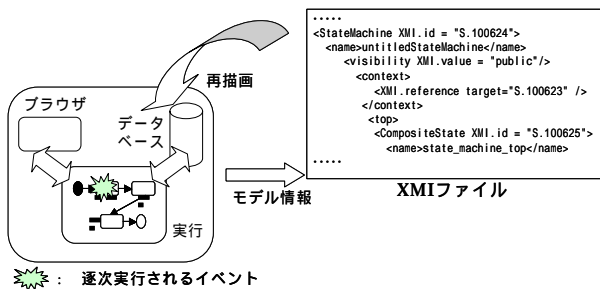 .....
<StateMachine XMI.id = "S.100624">
<name>untitledStateMachine</name>
<visibility XMI.value = "public"/>
<context>
<XMI.reference target="S.100623" />
</context>
<top>
<CompositeState XMI.id = "S.100625">
<name>state_machine_top</name>
.....
XMIファイル
再描画
ブラウザ
データ
ベース
実行
モデル情報
： 逐次実行されるイベント